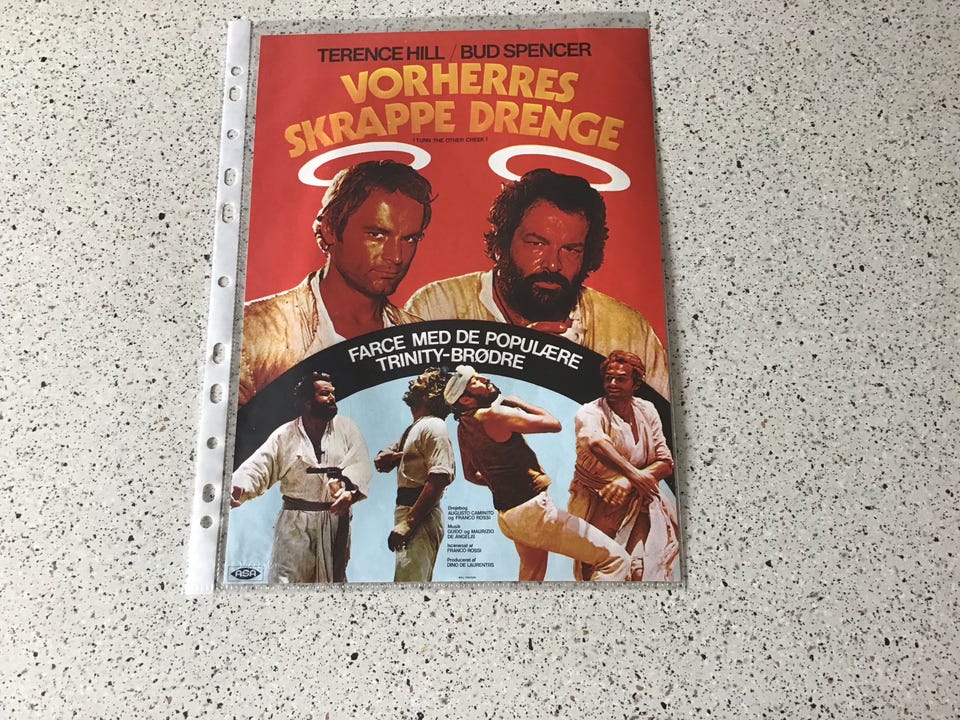 TERENCE HILL / BUD SPENCER
VORHERRES
SKRAPPE DRENGE
(TURN THE OTHER CHEEK)
FARCE MED DE POPULÆRE
TRINITY-BRØDRE
Drejebog
AUGUSTO CAMINITO
og FRANCO ROSSI
Musik
GUIDO og MAURIZIO
DE ANGELIS
Iscenesat af
FRANCO ROSSI
Produceret af
DINO DE LAURENTIIS
ASA